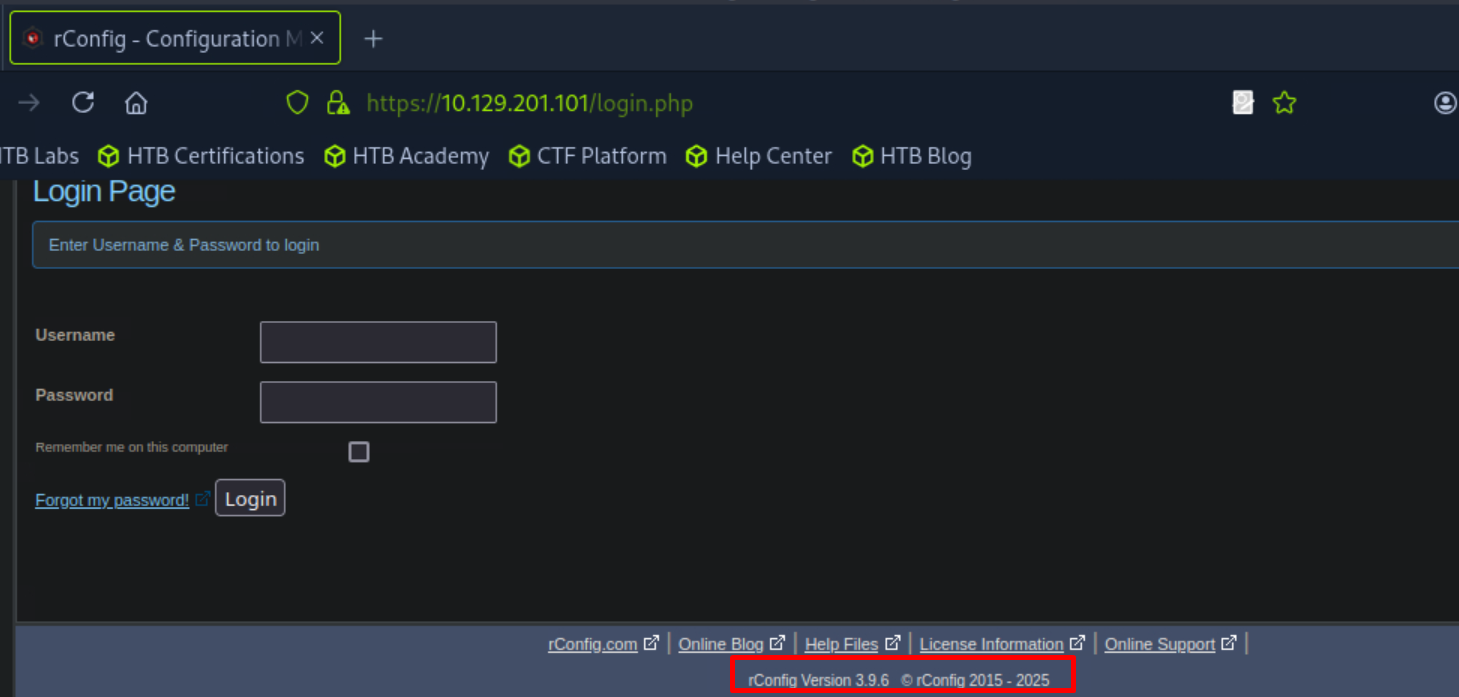 rConfig - Configuration M
https://10.129.201.101/login.php
TB Labs HTB Certifications HTB Academy CTF Platform Help Center HTB Blog
Login Page
Enter Username & Password to login
Username
Password
Remember me on this computer
Forgot my password! Login
rConfig.com | Online Blog | Help Files | License Information | Online Support |
rConfig Version 3.9.6 © rConfig 2015 - 2025